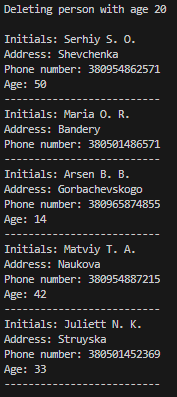 Deleting person with age 20
Initials: Serhiy S. O.
Address: Shevchenka
Phone number: 380954862571
Age: 50
--------------------------
Initials: Maria O. R.
Address: Bandery
Phone number: 380501486571
--------------------------
Initials: Arsen B. B.
Address: Gorbachevskogo
Phone number: 380965874855
Age: 14
--------------------------
Initials: Matviy T. A.
Address: Naukova
Phone number: 380954887215
Age: 42
--------------------------
Initials: Juliett N. K.
Address: Struyska
Phone number: 380501452369
Age: 33
--------------------------